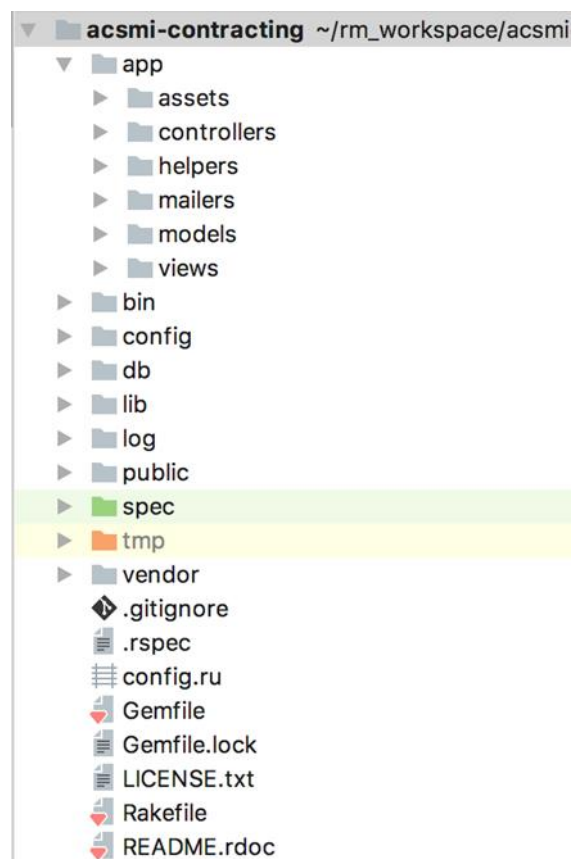 acsmi-contracting ~/rm_workspace/acsmi
app
assets
controllers
helpers
mailers
models
views
bin
config
db
lib
log
public
spec
tmp
vendor
.gitignore
.rspec
config.ru
Gemfile
Gemfile.lock
LICENSE.txt
Rakefile
README.rdoc